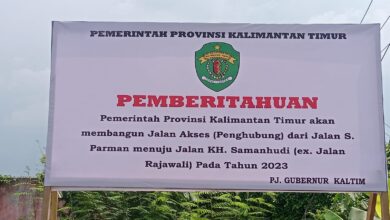 PEMERINTAH PROVINSI KALIMANTAN TIMUR
PEMBERITAHUAN
Pemerintah Provinsi Kalimantan Timur akan
membangun Jalan Akses (Penghubung) dari Jalan S.
Parman menuju Jalan KH. Samanhudi (ex. Jalan
Rajawali) Pada Tahun 2023
PJ. GUBERNUR KALTIM